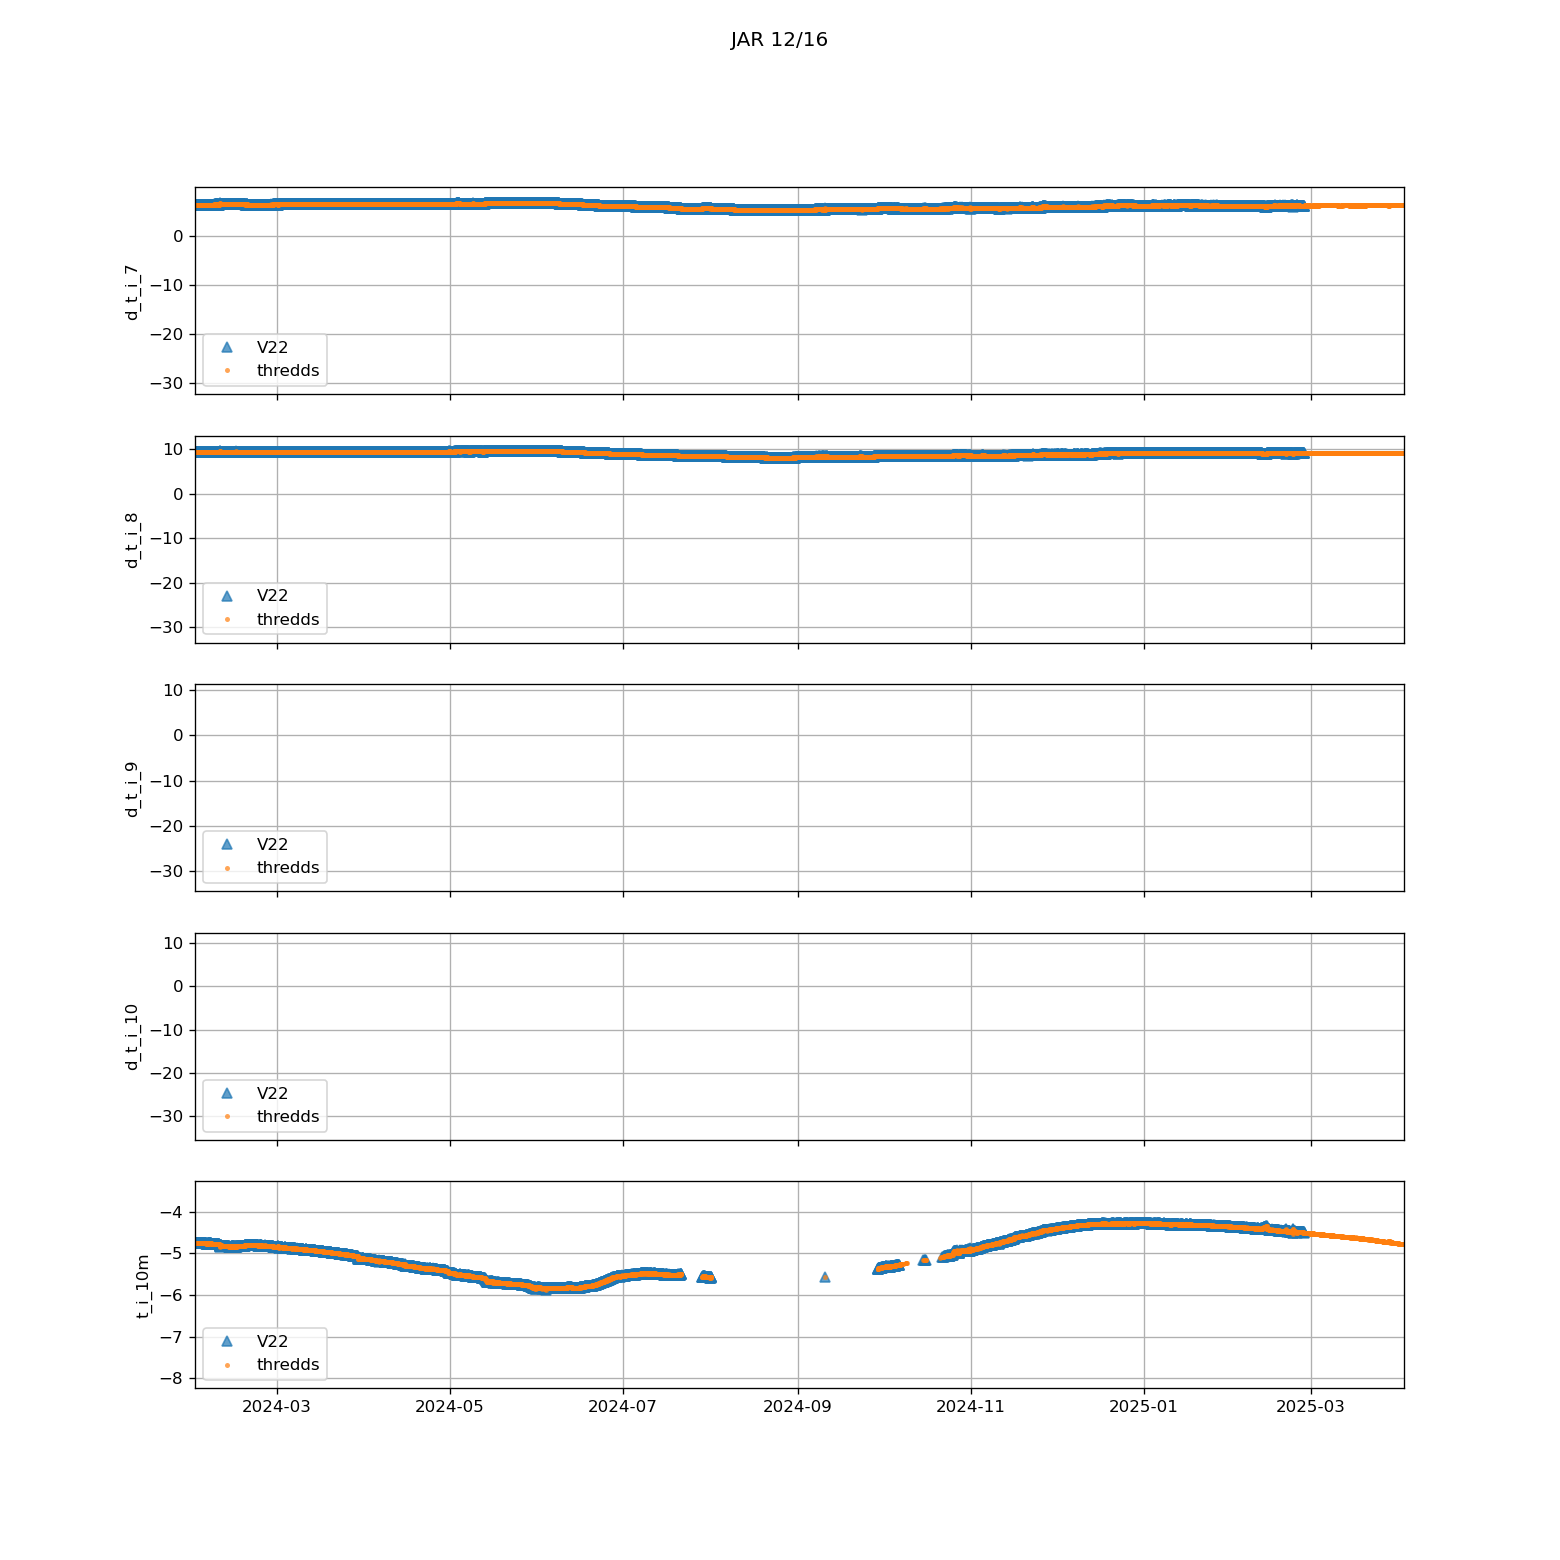 JAR 12/16
d_t_i_7
0
−10
−20
−30
V22
thredds
d_t_i_8
10
0
−10
−20
−30
V22
thredds
d_t_i_9
10
0
−10
−20
−30
V22
thredds
d_t_i_10
10
0
−10
−20
−30
V22
thredds
t_i_10m
−4
−5
−6
−7
−8
V22
thredds
2024-03 2024-05 2024-07 2024-09 2024-11 2025-01 2025-03